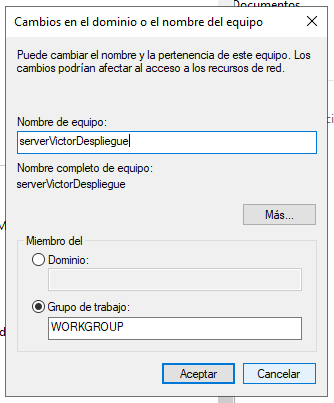 Documentos
Cambios en el dominio o el nombre del equipo
Puede cambiar el nombre y la pertenencia de este equipo. Los
cambios podrían afectar al acceso a los recursos de red.
Nombre de equipo:
serverVictorDespliegue
Nombre completo de equipo:
serverVictorDespliegue
Más...
Miembro del
Dominio:
Grupo de trabajo:
WORKGROUP
Aceptar
Cancelar